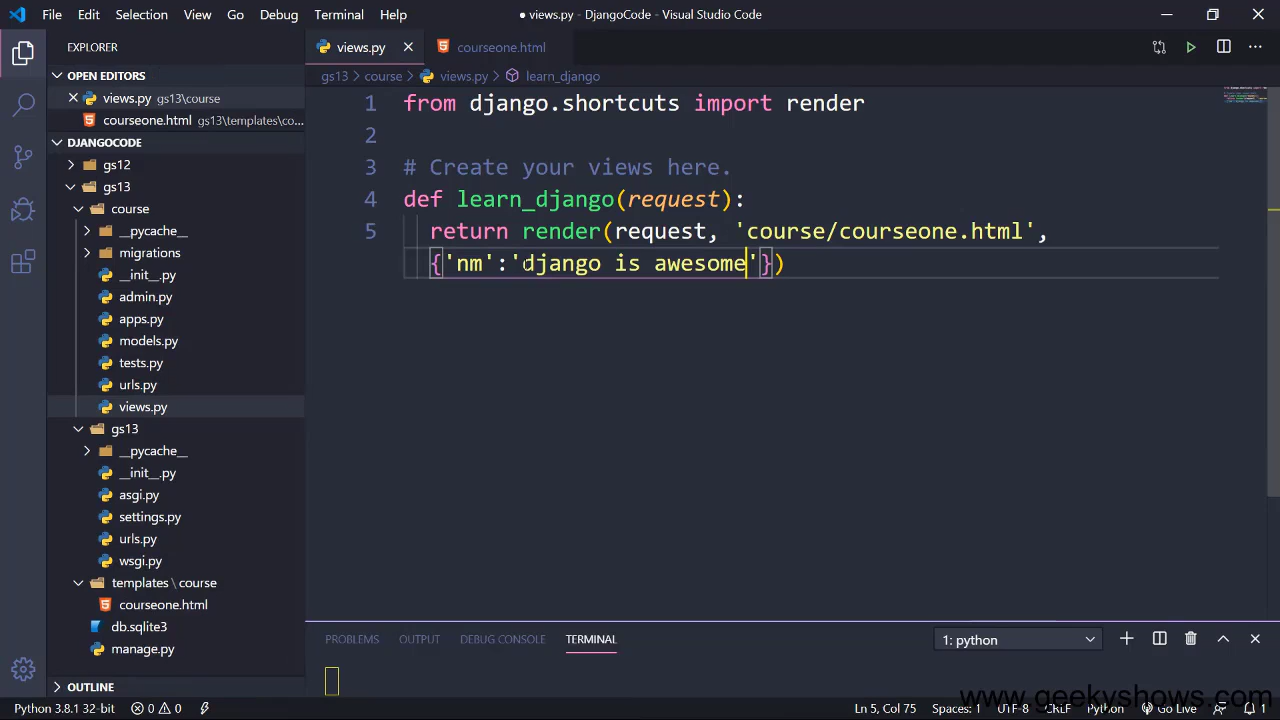 File Edit Selection View Go Debug Terminal Help
● views.py - DjangoCode - Visual Studio Code
EXPLORER
views.py
courseone.html
OPEN EDITORS
views.py gs13\course
courseone.html gs13\templates\co...
gs13 > course > views.py > learn_django
DJANGOCODE
gs12
gs13
course
__pycache__
migrations
__init__.py
admin.py
apps.py
models.py
tests.py
urls.py
views.py
gs13
__pycache__
__init__.py
asgi.py
settings.py
urls.py
wsgi.py
templates \ course
courseone.html
db.sqlite3
manage.py
OUTLINE
1 from django.shortcuts import render
2
3 # Create your views here.
4 def learn_django(request):
5 return render(request, 'course/courseone.html',
{'nm':'django is awesome'})
PROBLEMS OUTPUT DEBUG CONSOLE TERMINAL
1: python
www.geekyshows.com
Python 3.8.1 32-bit 0 0
Ln 5, Col 75 Spaces: 1 UTF-8 CRLF Python Go Live 1